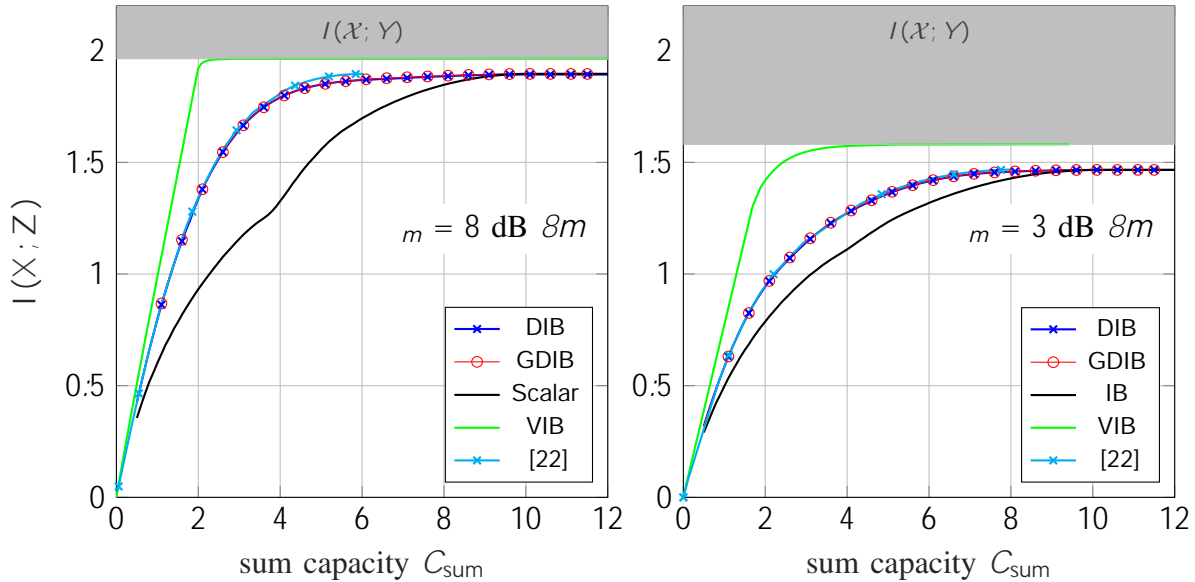 I(X; Y)
2
1.5
1
0.5
0
I(X; Z)
m = 8 dB 8m
DIB
GDIB
Scalar
VIB
[22]
0 2 4 6 8 10 12
sum capacity Csum
I(X; Y)
2
1.5
1
0.5
0
m = 3 dB 8m
DIB
GDIB
IB
VIB
[22]
0 2 4 6 8 10 12
sum capacity Csum